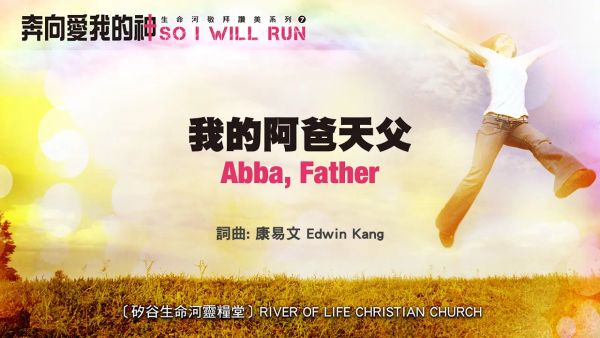 生命河敬拜讚美系列❼
奔向愛我的神 SO I WILL RUN
我的阿爸天父
Abba, Father
詞曲: 康易文 Edwin Kang
〔矽谷生命河靈糧堂〕RIVER OF LIFE CHRISTIAN CHURCH